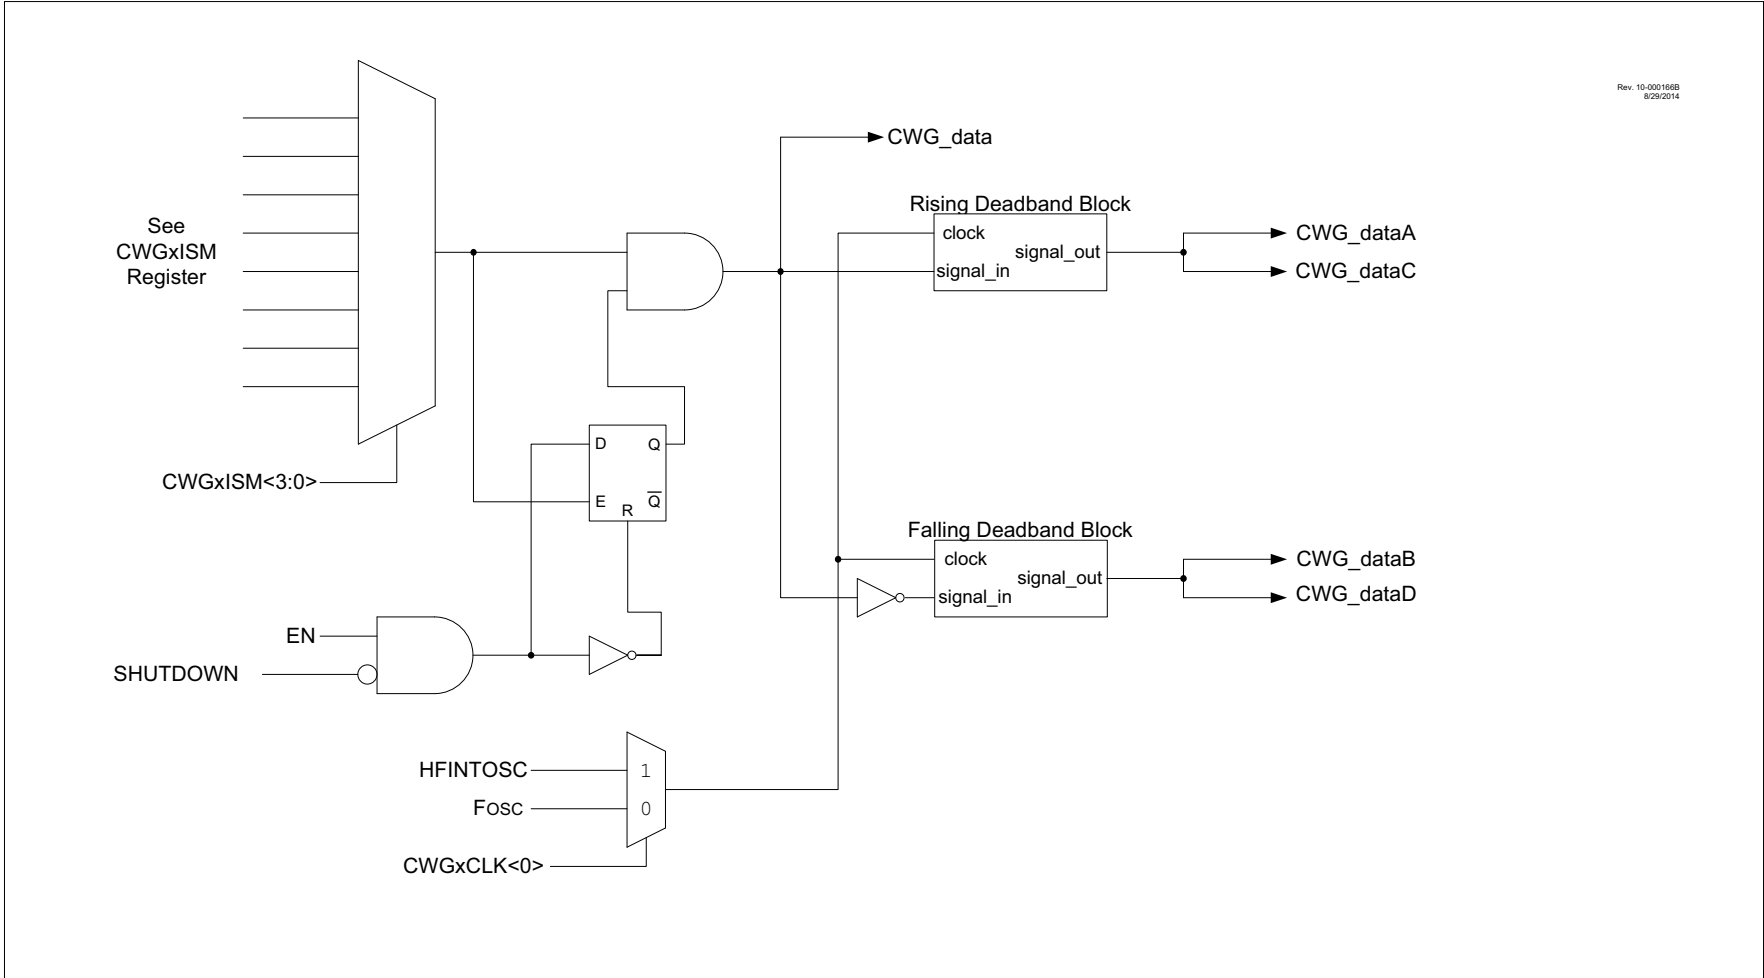 Rev. 10-000166B
8/29/2014
CWG_data
See
CWGxISM
Register
Rising Deadband Block
clock
signal_out
signal_in
CWG_dataA
CWG_dataC
CWGxISM<3:0>
D
Q
E
R
Q̅
Falling Deadband Block
clock
signal_out
signal_in
CWG_dataB
CWG_dataD
EN
SHUTDOWN
HFINTOSC
1
FOSC
0
CWGxCLK<0>